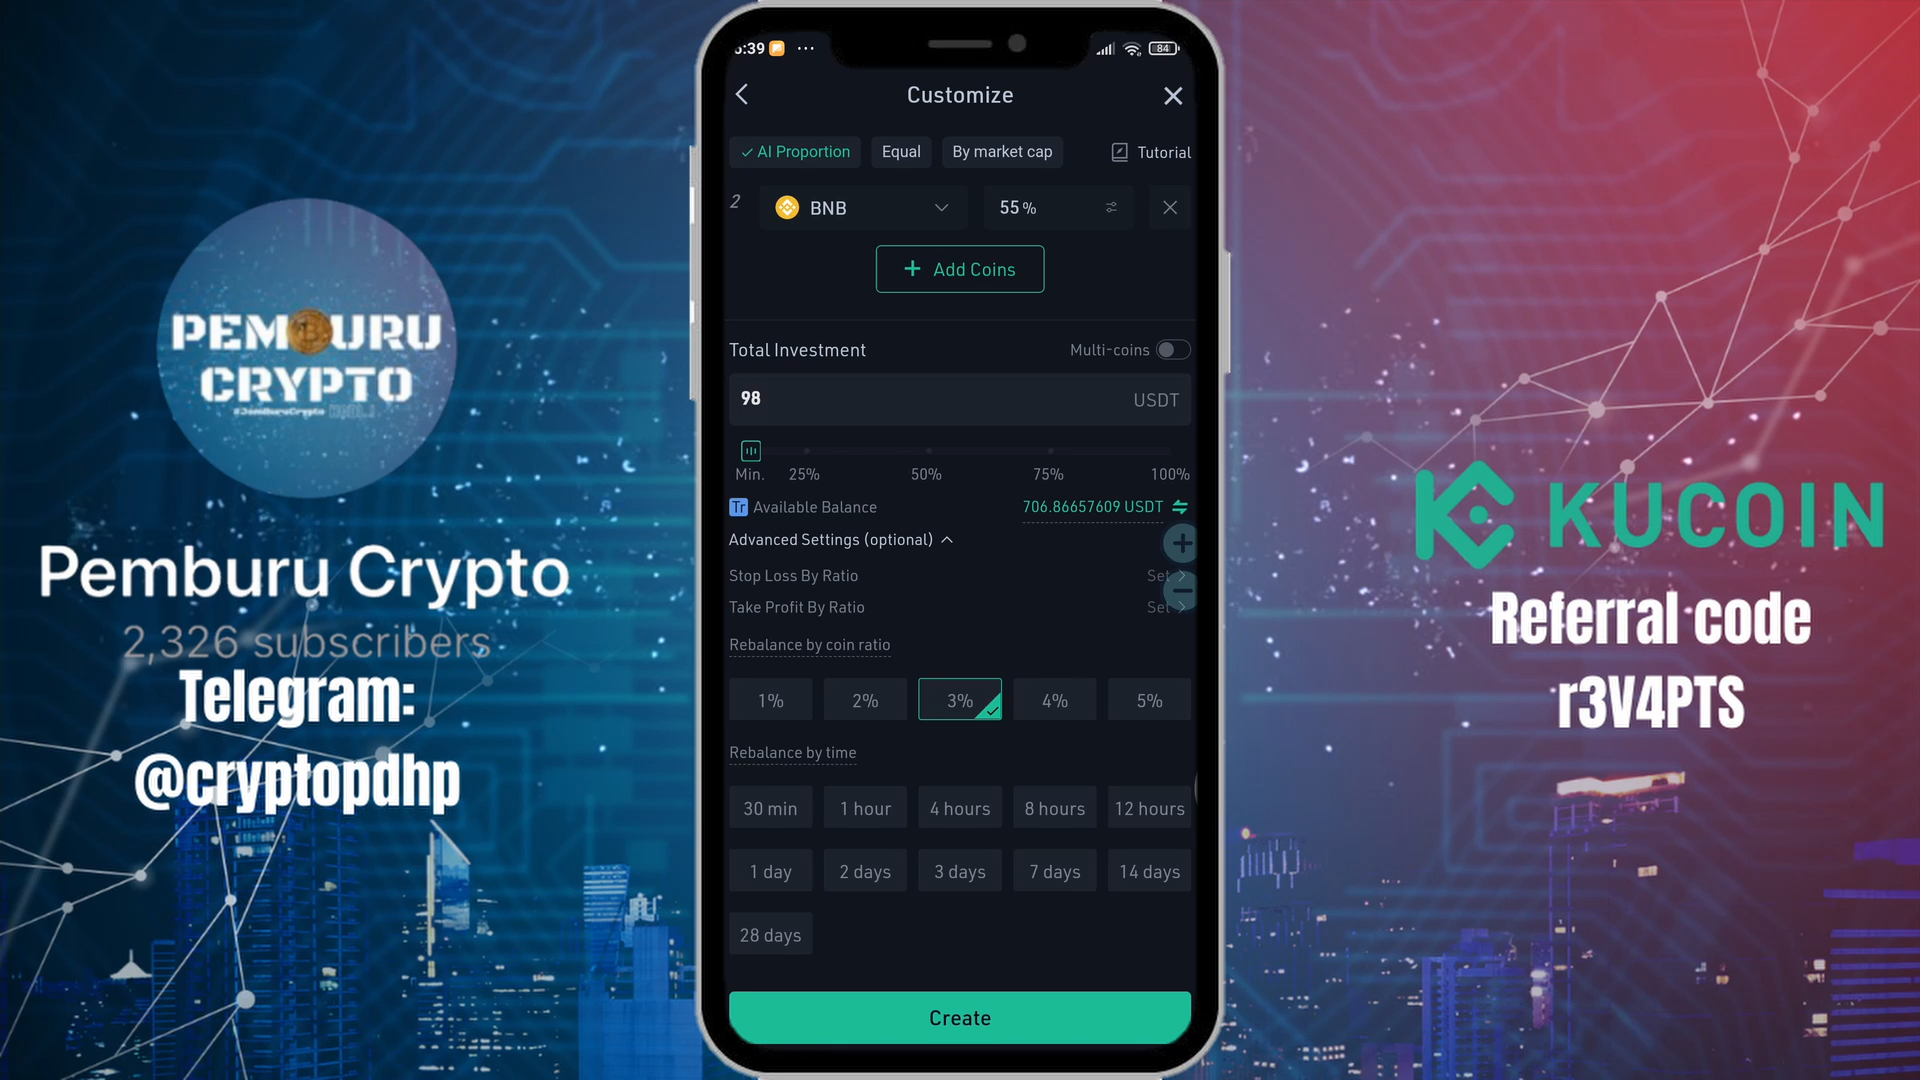 PEMBURU
CRYPTO
Pemburu Crypto
2,326 subscribers
Telegram:
@cryptopdhp
:39
84
Customize
AI Proportion
Equal
By market cap
Tutorial
2
BNB
55%
+ Add Coins
Total Investment
Multi-coins
98
USDT
Min.
25%
50%
75%
100%
Tr Available Balance
706.86657609 USDT
Advanced Settings (optional)
Stop Loss By Ratio
Set
Take Profit By Ratio
Set
Rebalance by coin ratio
1%
2%
3%
4%
5%
Rebalance by time
30 min
1 hour
4 hours
8 hours
12 hours
1 day
2 days
3 days
7 days
14 days
28 days
Create
KUCOIN
Referral code
r3V4PTS